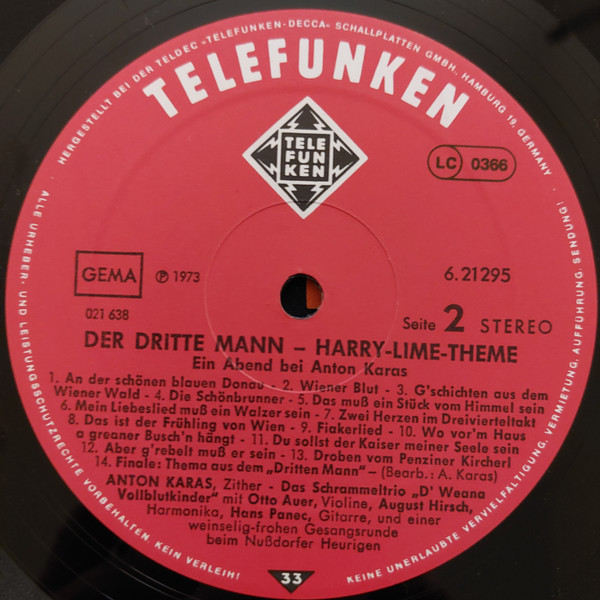 HERGESTELLT BEI DER TELDEC »TELEFUNKEN-DECCA« SCHALLPLATTEN GMBH, HAMBURG 19, GERMANY
TELEFUNKEN
TELE
FUN
KEN
LC 0366
GEMA
℗ 1973
6.21295
021 638
Seite 2 STEREO
DER DRITTE MANN – HARRY-LIME-THEME
Ein Abend bei Anton Karas
1. An der schönen blauen Donau - 2. Wiener Blut - 3. G'schichten aus dem
Wiener Wald - 4. Die Schönbrunner - 5. Das muß ein Stück vom Himmel sein
6. Mein Liebeslied muß ein Walzer sein - 7. Zwei Herzen im Dreivierteltakt
8. Das ist der Frühling von Wien - 9. Fiakerlied - 10. Wo vor'm Haus
a greaner Busch'n hängt - 11. Du sollst der Kaiser meiner Seele sein
12. Aber g'rebelt muß er sein - 13. Droben vom Penziner Kircherl
14. Finale: Thema aus dem „Dritten Mann" – (Bearb.: A. Karas)
ANTON KARAS, Zither - Das Schrammeltrio „D' Weana
Vollblutkinder" mit Otto Auer, Violine, August Hirsch,
Harmonika, Hans Panec, Gitarre, und einer
weinselig-frohen Gesangsrunde
beim Nußdorfer Heurigen
33
ALLE URHEBER- UND LEISTUNGSSCHUTZRECHTE VORBEHALTEN KEIN VERLEIH!
KEINE UNERLAUBTE VERVIELFÄLTIGUNG, VERMIETUNG, AUFFÜHRUNG, SENDUNG!